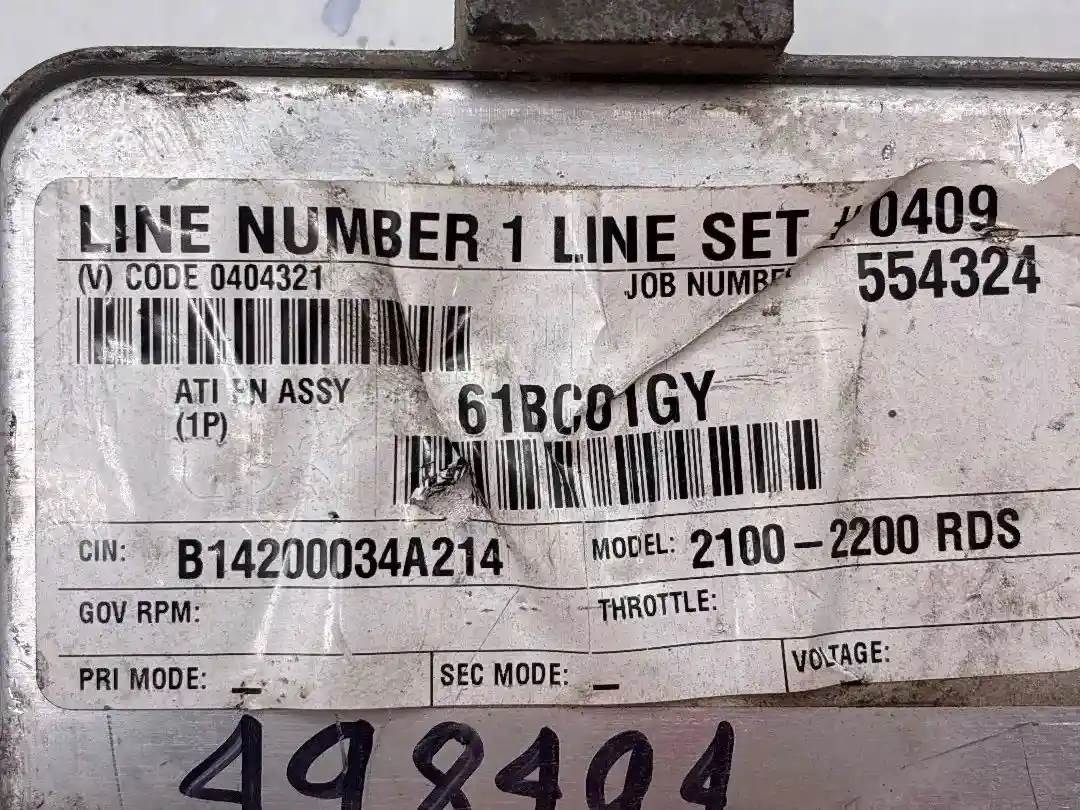 LINE NUMBER 1 LINE SET # 0409
(V) CODE 0404321
JOB NUMBE 554324
ATI EN ASSY
(1P)
61BC01GY
CIN: B14200034A214
MODEL: 2100-2200 RDS
GOV RPM:
THROTTLE:
PRI MODE: _
SEC MODE: _
VOLTAGE: _
498404